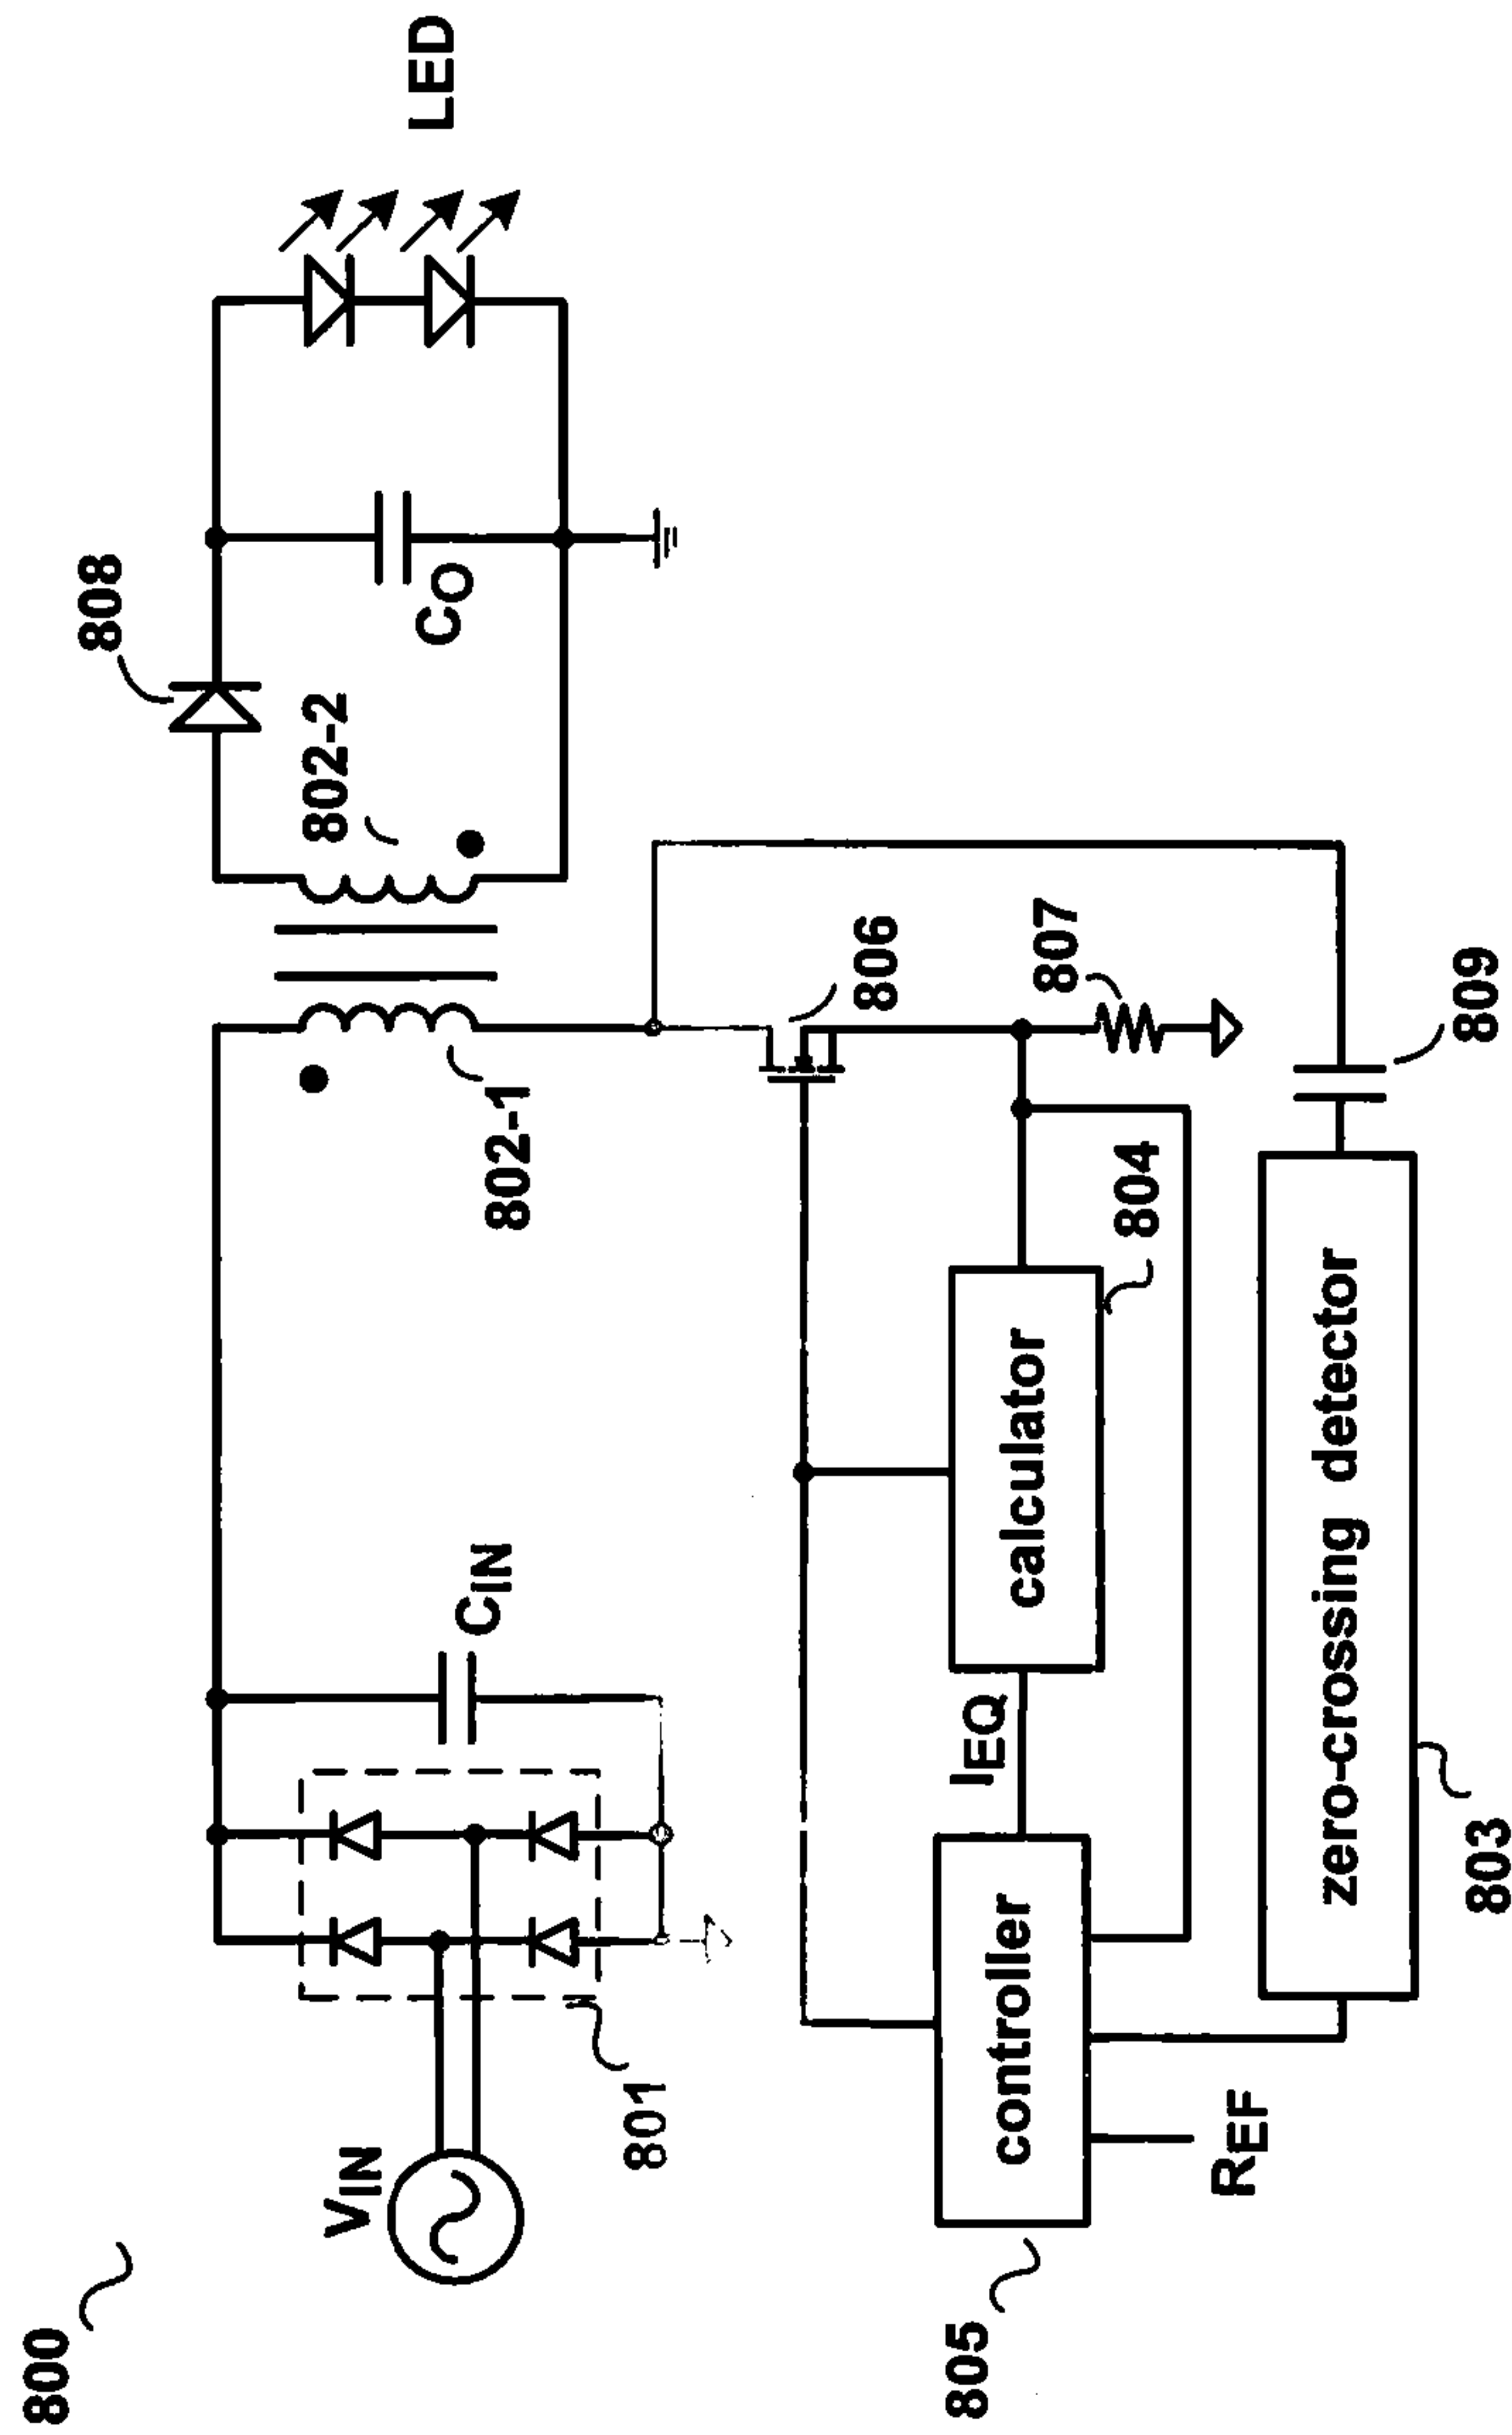 800
VIN
801
CIN
802-1
802-2
808
CO
LED
806
807
calculator
804
IEQ
controller
805
REF
zero-crossing detector
803
809